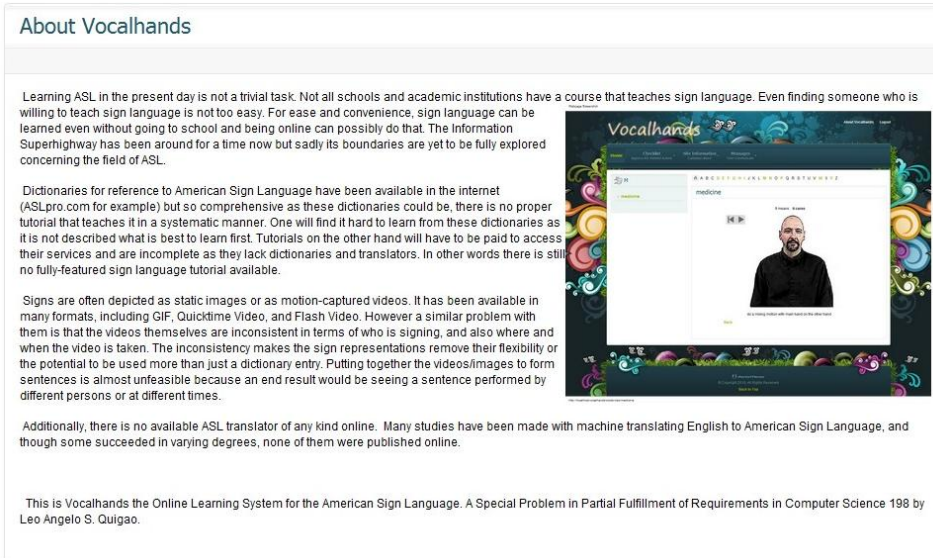 About Vocalhands
Learning ASL in the present day is not a trivial task. Not all schools and academic institutions have a course that teaches sign language. Even finding someone who is
willing to teach sign language is not too easy. For ease and convenience, sign language can be
learned even without going to school and being online can possibly do that. The Information
Superhighway has been around for a time now but sadly its boundaries are yet to be fully explored
concerning the field of ASL.
Dictionaries for reference to American Sign Language have been available in the internet
(ASLpro.com for example) but so comprehensive as these dictionaries could be, there is no proper
tutorial that teaches it in a systematic manner. One will find it hard to learn from these dictionaries as
it is not described what is best to learn first. Tutorials on the other hand will have to be paid to access
their services and are incomplete as they lack dictionaries and translators. In other words there is still
no fully-featured sign language tutorial available.
Signs are often depicted as static images or as motion-captured videos. It has been available in
many formats, including GIF, Quicktime Video, and Flash Video. However a similar problem with
them is that the videos themselves are inconsistent in terms of who is signing, and also where and
when the video is taken. The inconsistency makes the sign representations remove their flexibility or
the potential to be used more than just a dictionary entry. Putting together the videos/images to form
sentences is almost unfeasible because an end result would be seeing a sentence performed by
different persons or at different times.
Additionally, there is no available ASL translator of any kind online. Many studies have been made with machine translating English to American Sign Language, and
though some succeeded in varying degrees, none of them were published online.
This is Vocalhands the Online Learning System for the American Sign Language. A Special Problem in Partial Fulfillment of Requirements in Computer Science 198 by
Leo Angelo S. Quigao.
Vocalhands
About Vocalhands Logout
Home
Site Information
Messages
A B C D E F G H I J K L M N O P Q R S T U V W X Y Z
medicine
medicine
Back
Back to Top